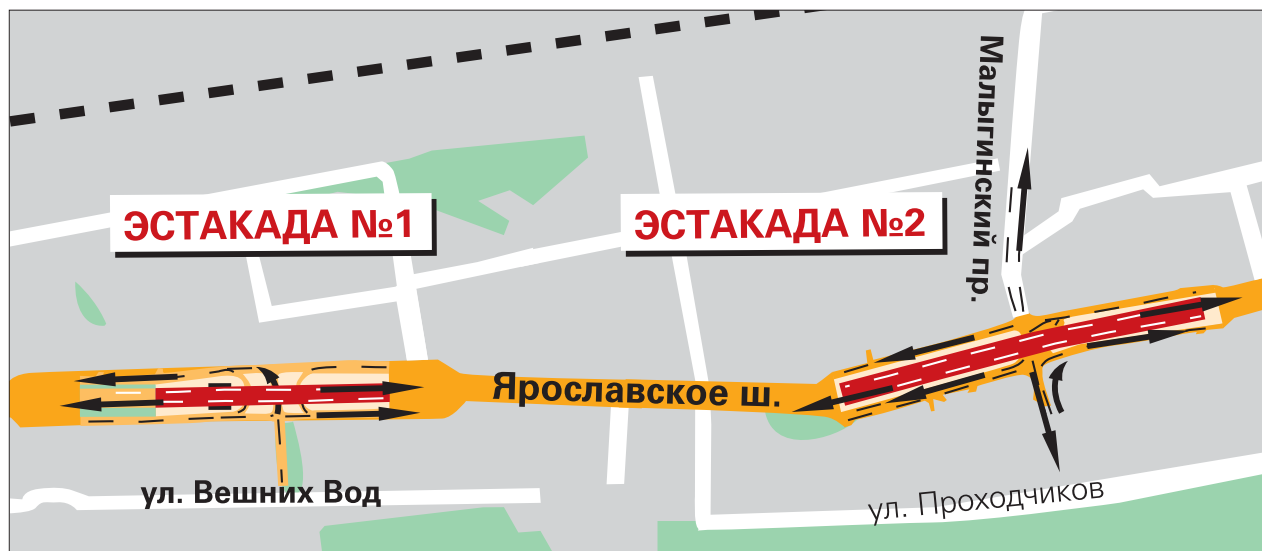 Малыгинский пр.
ЭСТАКАДА №1
ЭСТАКАДА №2
Ярославское ш.
ул. Вешних Вод
ул. Проходчиков